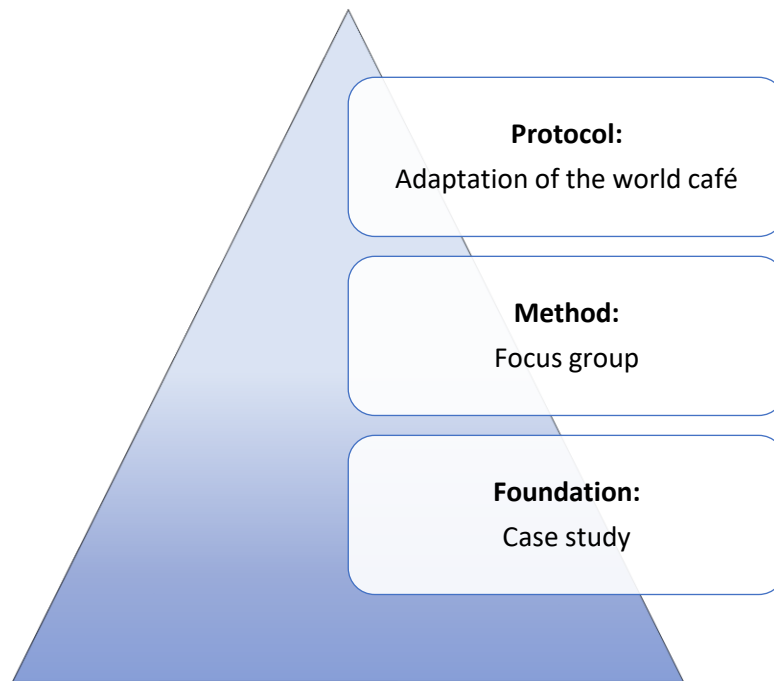 Protocol:
Adaptation of the world café
Method:
Focus group
Foundation:
Case study